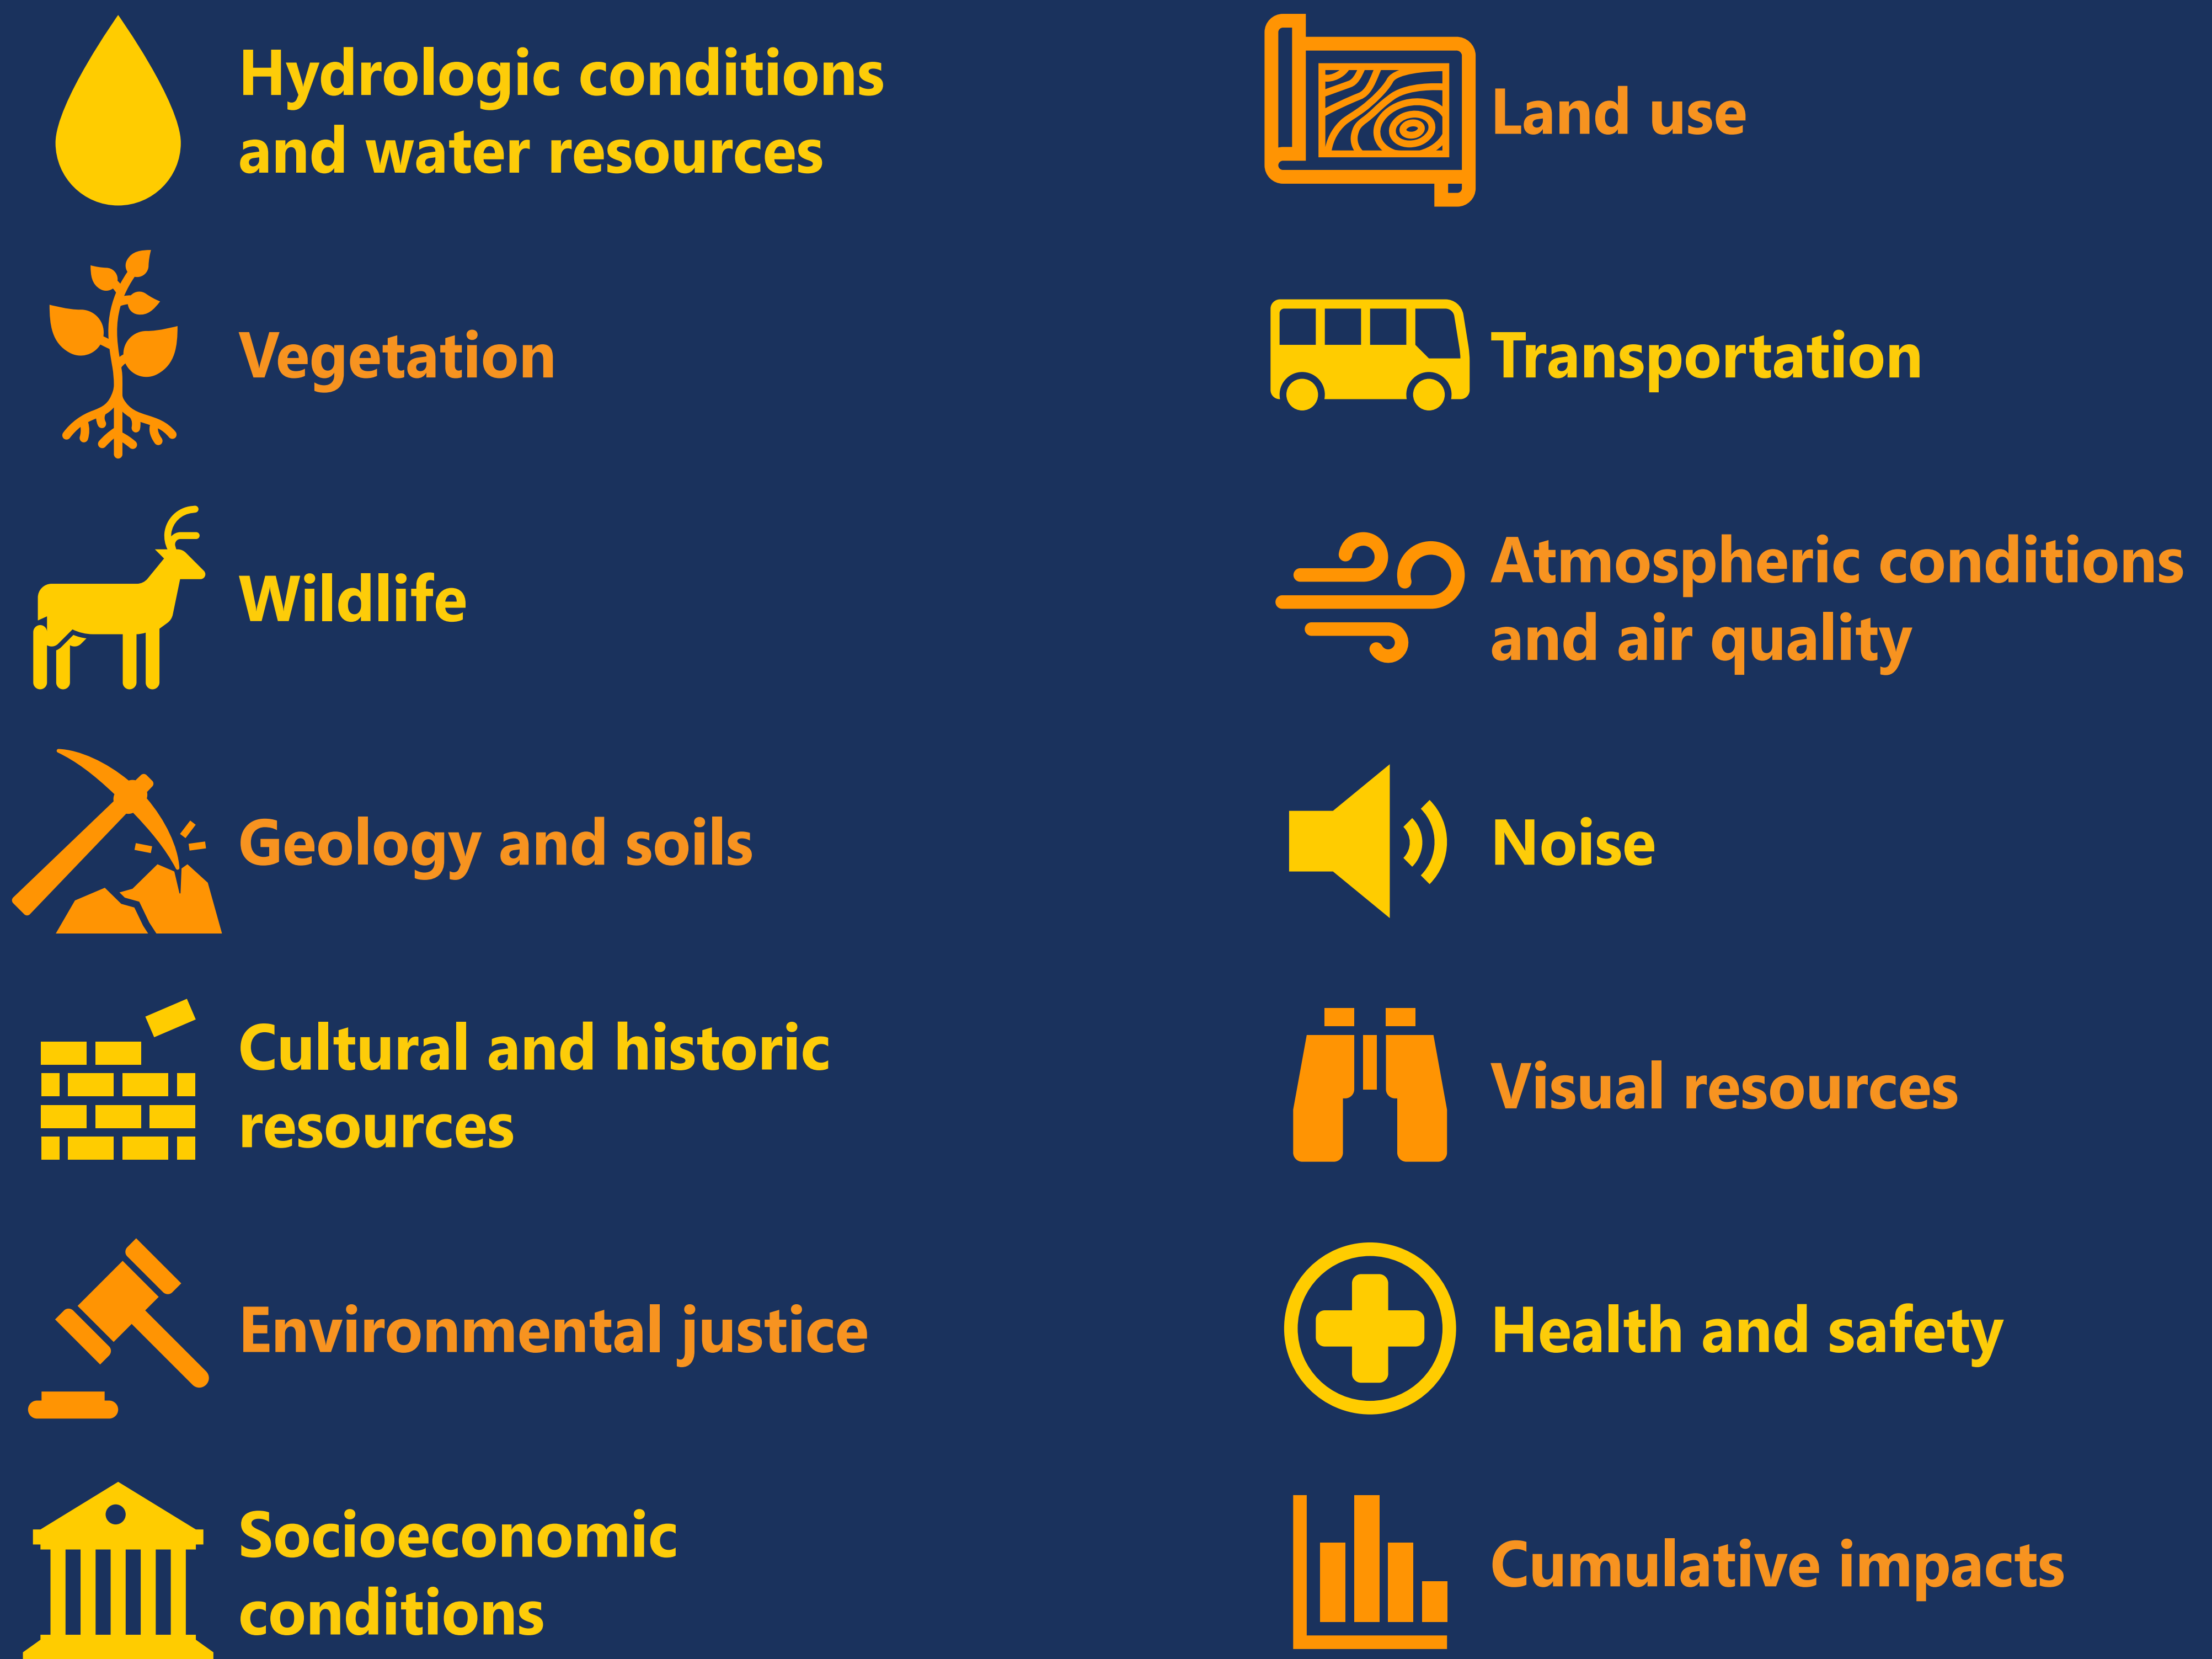 Hydrologic conditions
and water resources
Vegetation
Wildlife
Geology and soils
Cultural and historic
resources
Environmental justice
Socioeconomic
conditions
Land use
Transportation
Atmospheric conditions
and air quality
Noise
Visual resources
Health and safety
Cumulative impacts